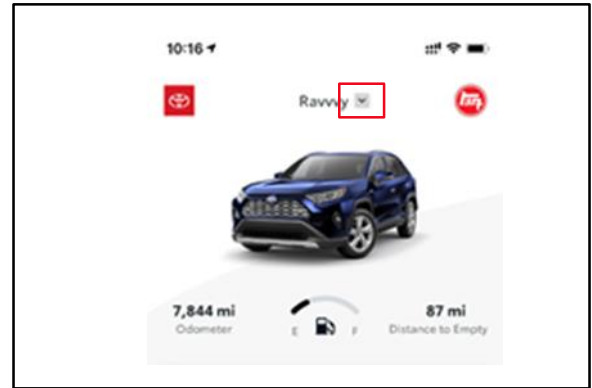 10:16
Ravvvy
7,844 mi
87 mi
Odometer
E
F
Distance to Empty